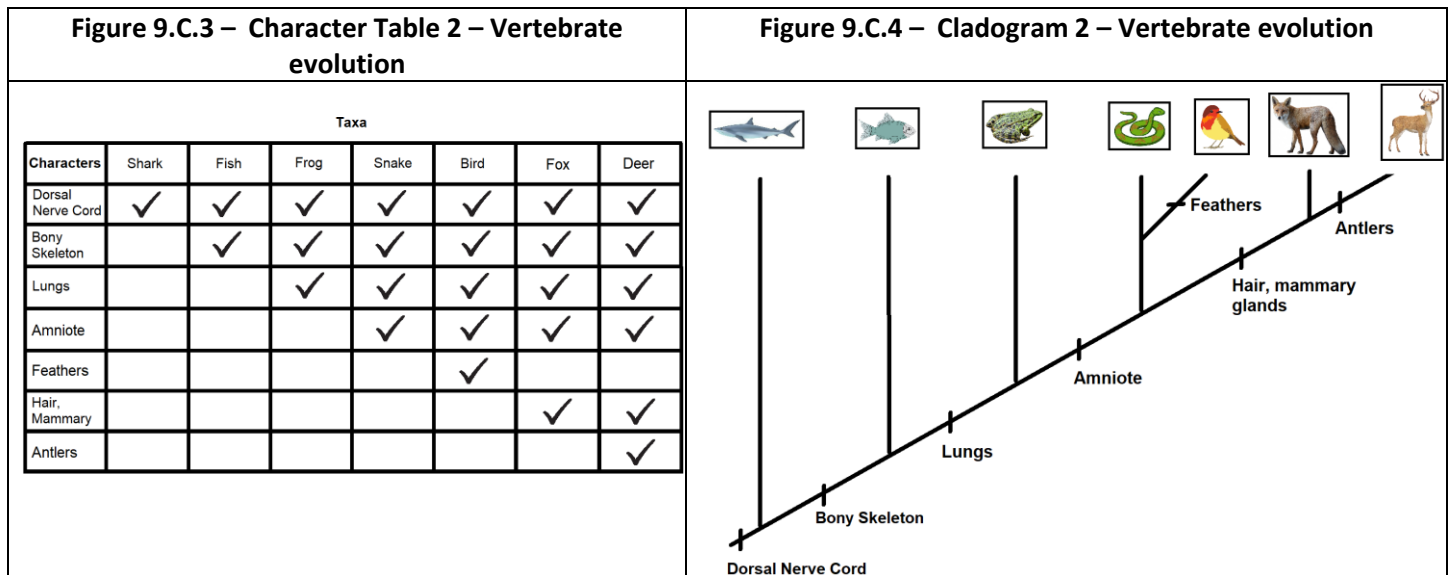 Figure 9.C.3 – Character Table 2 – Vertebrate
evolution
Figure 9.C.4 – Cladogram 2 – Vertebrate evolution
Taxa
Characters Shark Fish Frog Snake Bird Fox Deer
Dorsal
Nerve Cord ✓ ✓ ✓ ✓ ✓ ✓ ✓
Bony
Skeleton ✓ ✓ ✓ ✓ ✓ ✓
Lungs ✓ ✓ ✓ ✓ ✓
Amniote ✓ ✓ ✓ ✓
Feathers ✓
Hair,
Mammary ✓ ✓
Antlers ✓
Feathers
Antlers
Hair, mammary
glands
Amniote
Lungs
Bony Skeleton
Dorsal Nerve Cord